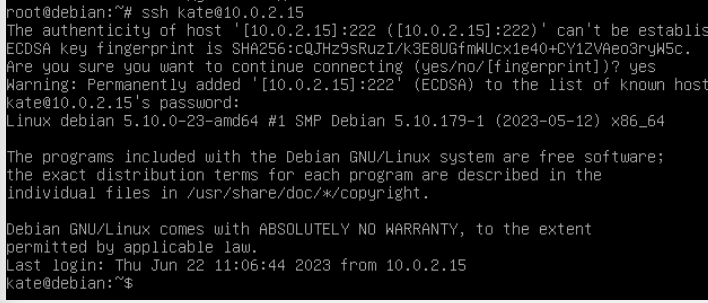 root@debian:~# ssh kate@10.0.2.15
The authenticity of host '[10.0.2.15]:222 ([10.0.2.15]:222)' can't be establis
ECDSA key fingerprint is SHA256:cQJHz9sRuzI/k3E8UGfmWUcx1e40+CY1ZVAeo3ryW5c.
Are you sure you want to continue connecting (yes/no/[fingerprint])? yes
Warning: Permanently added '[10.0.2.15]:222' (ECDSA) to the list of known host
kate@10.0.2.15's password:
Linux debian 5.10.0-23-amd64 #1 SMP Debian 5.10.179-1 (2023-05-12) x86_64
The programs included with the Debian GNU/Linux system are free software;
the exact distribution terms for each program are described in the
individual files in /usr/share/doc/*/copyright.
Debian GNU/Linux comes with ABSOLUTELY NO WARRANTY, to the extent
permitted by applicable law.
Last login: Thu Jun 22 11:06:44 2023 from 10.0.2.15
kate@debian:~$